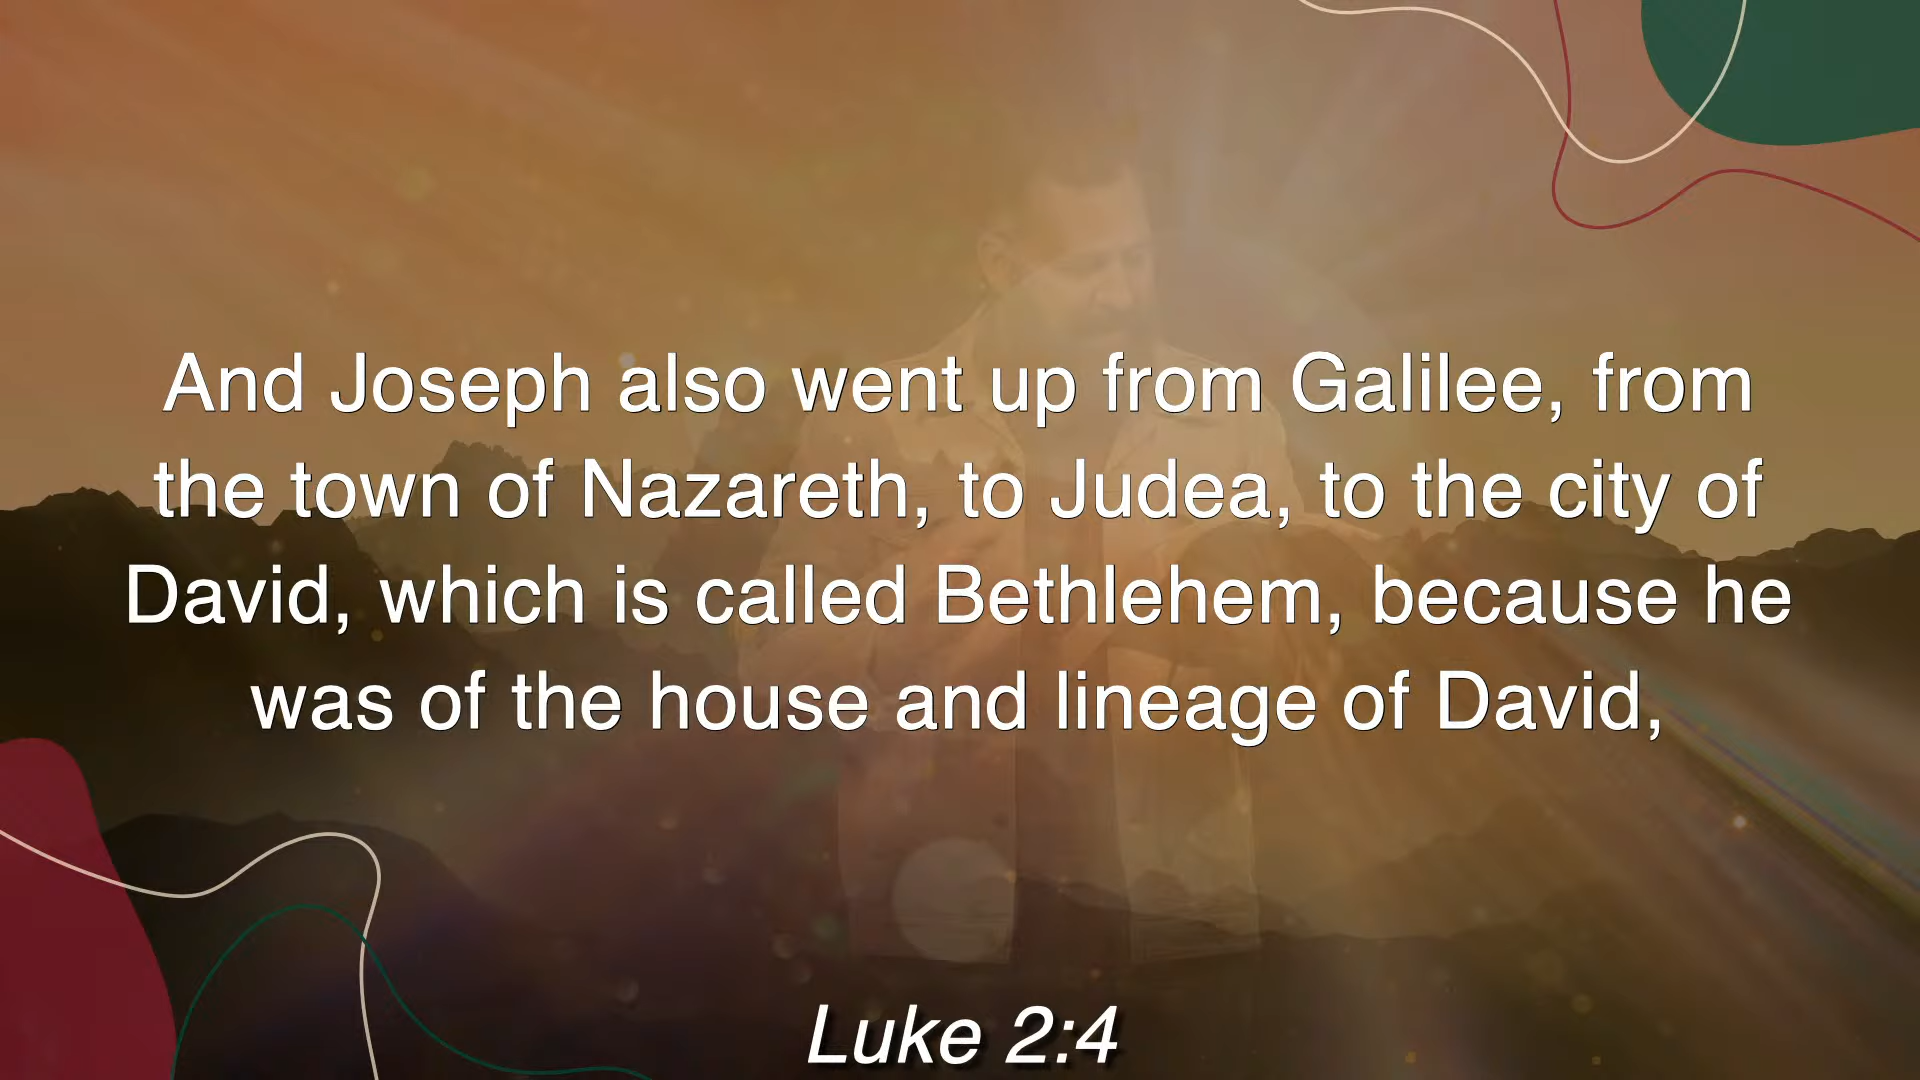 And Joseph also went up from Galilee, from
the town of Nazareth, to Judea, to the city of
David, which is called Bethlehem, because he
was of the house and lineage of David,
Luke 2:4